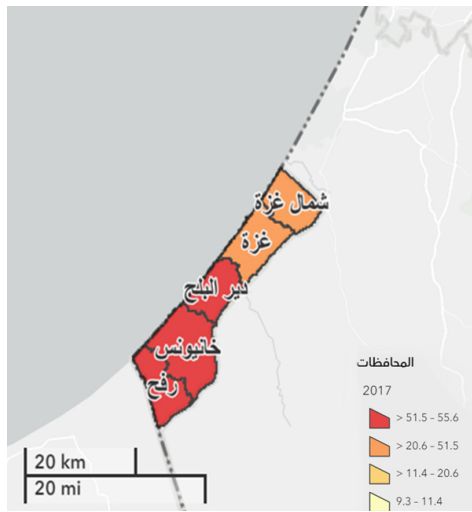 شمال غزة
غزة
دير البلح
خانيونس
رفح
المحافظات
2017
> 51.5 - 55.6
> 20.6 - 51.5
> 11.4 - 20.6
9.3 - 11.4
20 km
20 mi